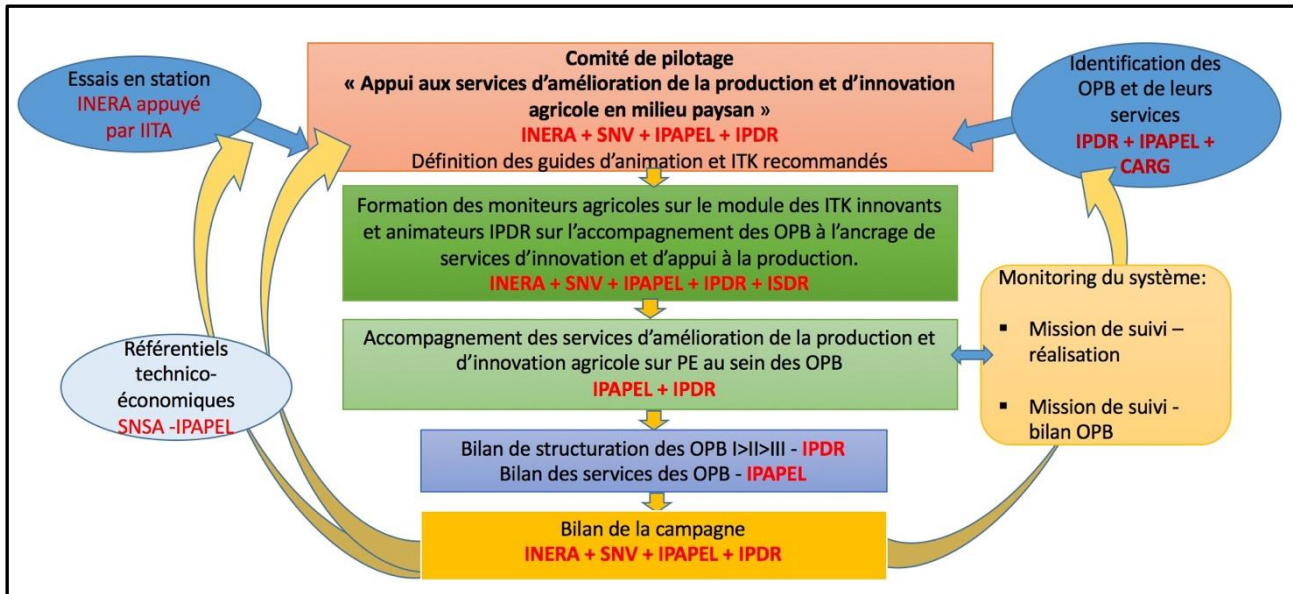 Essais en station
INERA appuyé
par IITA
Comité de pilotage
« Appui aux services d’amélioration de la production et d’innovation
agricole en milieu paysan »
INERA + SNV + IPAPEL + IPDR
Définition des guides d’animation et ITK recommandés
Identification des
OPB et de leurs
services
IPDR + IPAPEL +
CARG
Formation des moniteurs agricoles sur le module des ITK innovants
et animateurs IPDR sur l’accompagnement des OPB à l’ancrage de
services d’innovation et d’appui à la production.
INERA + SNV + IPAPEL + IPDR + ISDR
Monitoring du système:
▪ Mission de suivi –
réalisation
▪ Mission de suivi -
bilan OPB
Référentiels
technico-
économiques
SNSA -IPAPEL
Accompagnement des services d’amélioration de la production et
d’innovation agricole sur PE au sein des OPB
IPAPEL + IPDR
Bilan de structuration des OPB I>II>III - IPDR
Bilan des services des OPB - IPAPEL
Bilan de la campagne
INERA + SNV + IPAPEL + IPDR